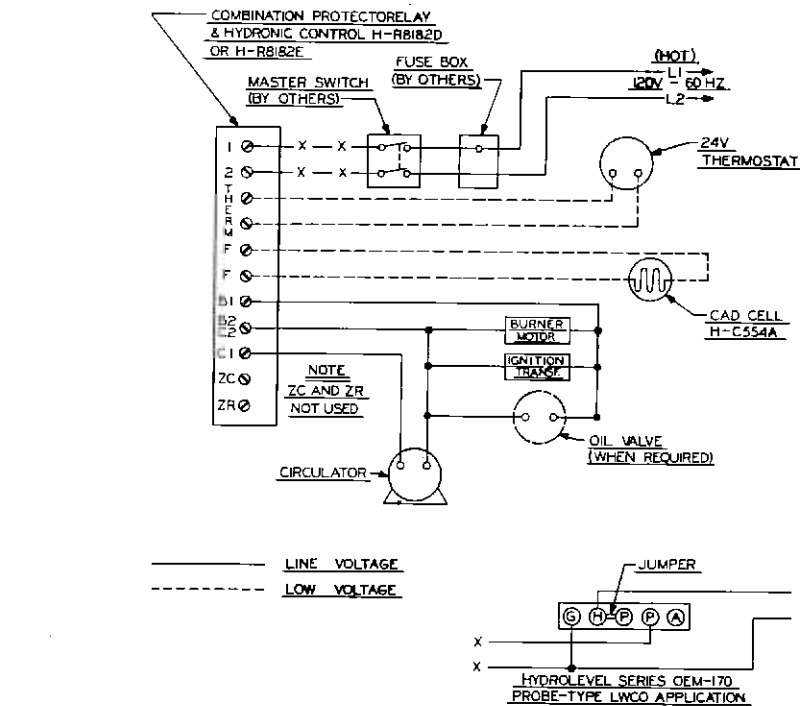 COMBINATION PROTECTORELAY
& HYDRONIC CONTROL H-R8182D
OR H-R8182E
MASTER SWITCH
(BY OTHERS)
FUSE BOX
(BY OTHERS)
(HOT)
L1
120V - 60 HZ.
L2
24V
THERMOSTAT
1
X X
2
X X
THERM
F
F
B1
B2
C2
C1
ZC
ZR
NOTE
ZC AND ZR
NOT USED
BURNER
MOTOR
IGNITION
TRANSF.
CAD CELL
H-C554A
OIL VALVE
(WHEN REQUIRED)
CIRCULATOR
LINE VOLTAGE
LOW VOLTAGE
JUMPER
G H P P A
X
X
HYDROLEVEL SERIES OEM-170
PROBE-TYPE LWCO APPLICATION